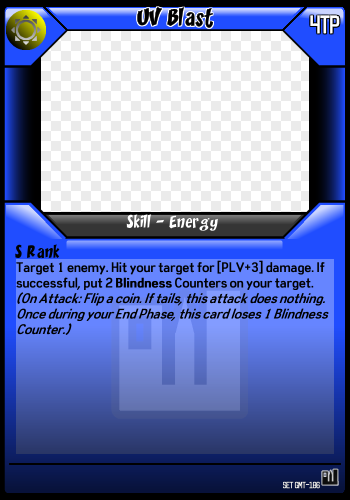 UV Blast
4TP
Skill - Energy
S Rank
Target 1 enemy. Hit your target for [PLV+3] damage. If
successful, put 2 Blindness Counters on your target.
(On Attack: Flip a coin. If tails, this attack does nothing.
Once during your End Phase, this card loses 1 Blindness
Counter.)
SET GMT-186